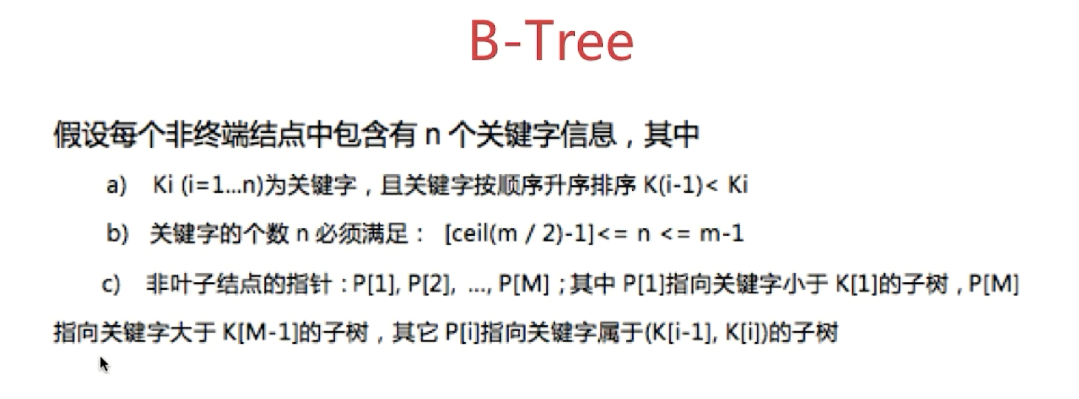 B-Tree
假设每个非终端结点中包含有 n 个关键字信息，其中
a) Ki (i=1...n)为关键字，且关键字按顺序升序排序 K(i-1)< Ki
b) 关键字的个数 n 必须满足： [ceil(m / 2)-1]<= n <= m-1
c) 非叶子结点的指针：P[1], P[2], ..., P[M]；其中 P[1]指向关键字小于 K[1]的子树，P[M]
指向关键字大于 K[M-1]的子树，其它 P[i]指向关键字属于(K[i-1], K[i])的子树